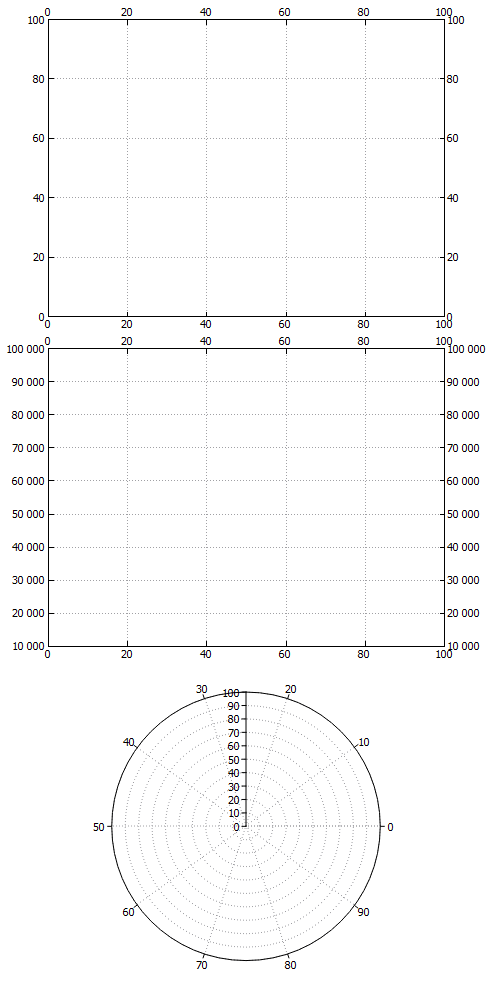 0 20 40 60 80 100
100 100
80 80
60 60
40 40
20 20
0 0
0 20 40 60 80 100
0 20 40 60 80 100
100 000 100 000
90 000 90 000
80 000 80 000
70 000 70 000
60 000 60 000
50 000 50 000
40 000 40 000
30 000 30 000
20 000 20 000
10 000 10 000
0 20 40 60 80 100
30 100 20
90
80
40 70 10
60
50
40
30
20
10
50 0 0
60 90
70 80